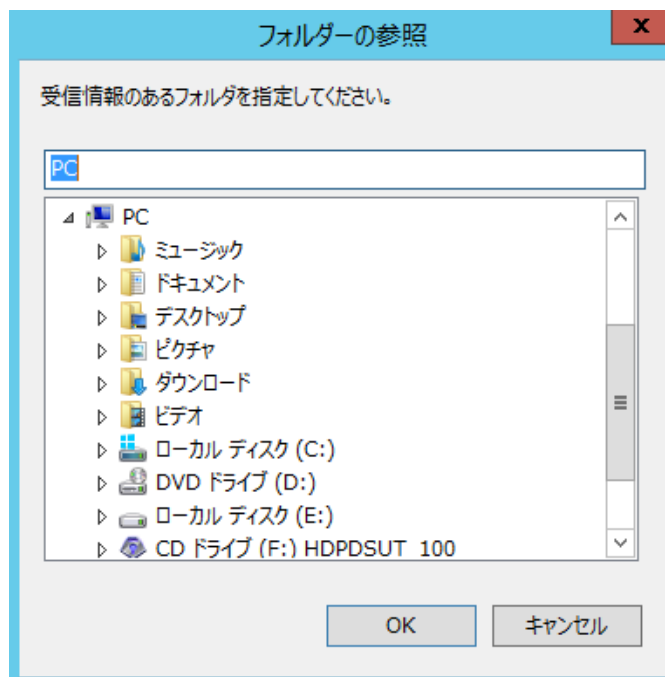 フォルダーの参照
x
受信情報のあるフォルダを指定してください。
PC
PC
ミュージック
ドキュメント
デスクトップ
ピクチャ
ダウンロード
ビデオ
ローカル ディスク (C:)
DVD ドライブ (D:)
ローカル ディスク (E:)
CD ドライブ (F:) HDPDSUT_100
OK キャンセル